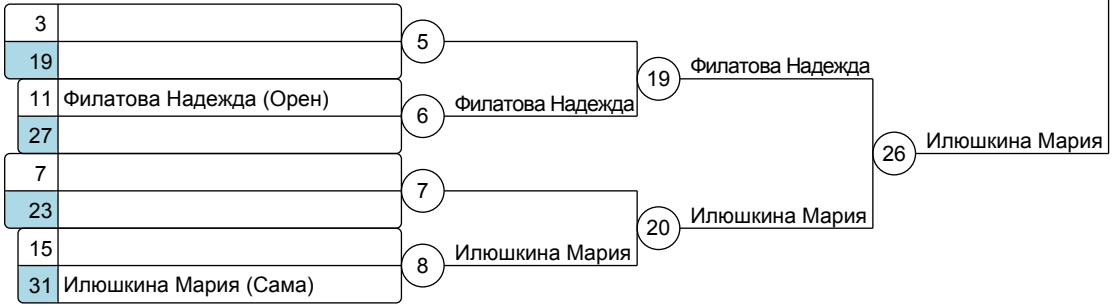 3
19
5
11 Филатова Надежда (Орен)
27
6
Филатова Надежда
19
Филатова Надежда
7
23
7
15
31 Илюшкина Мария (Сама)
8
Илюшкина Мария
20
Илюшкина Мария
26
Илюшкина Мария